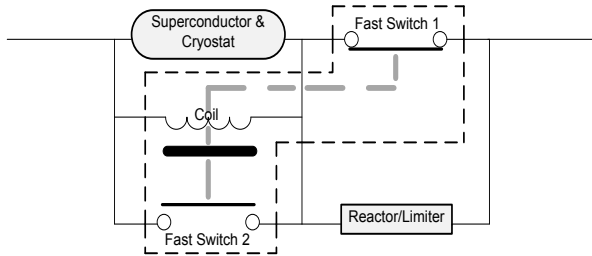 Superconductor &
Cryostat
Fast Switch 1
Coil
Reactor/Limiter
Fast Switch 2